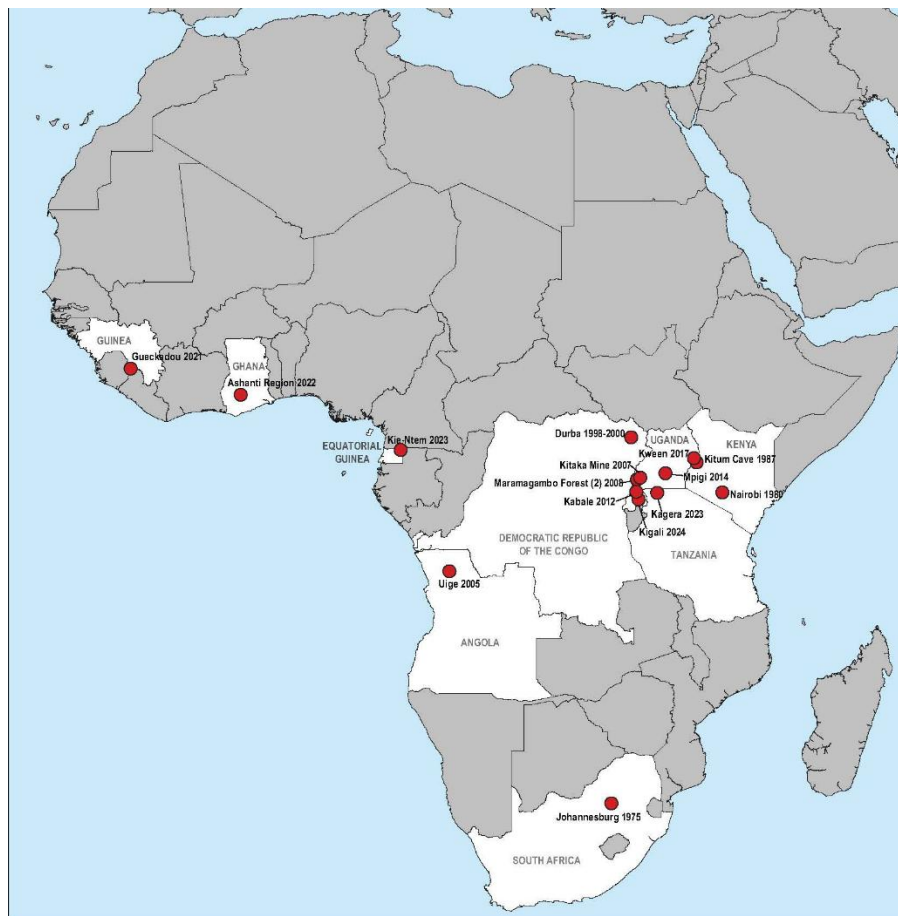 GUINEA
Gueckadou 2021
GHANA
Ashanti Region 2022
EQUATORIAL
GUINEA
Kie-Ntem 2023
Durba 1998-2000
UGANDA
KENYA
Kween 2017
Kitum Cave 1987
Kitaka Mine 2007
Mpigi 2014
Maramagambo Forest (2) 2008
Nairobi 1980
Kabale 2012
Kagera 2023
Kigali 2024
DEMOCRATIC REPUBLIC
OF THE CONGO
TANZANIA
Uige 2005
ANGOLA
Johannesburg 1975
SOUTH AFRICA